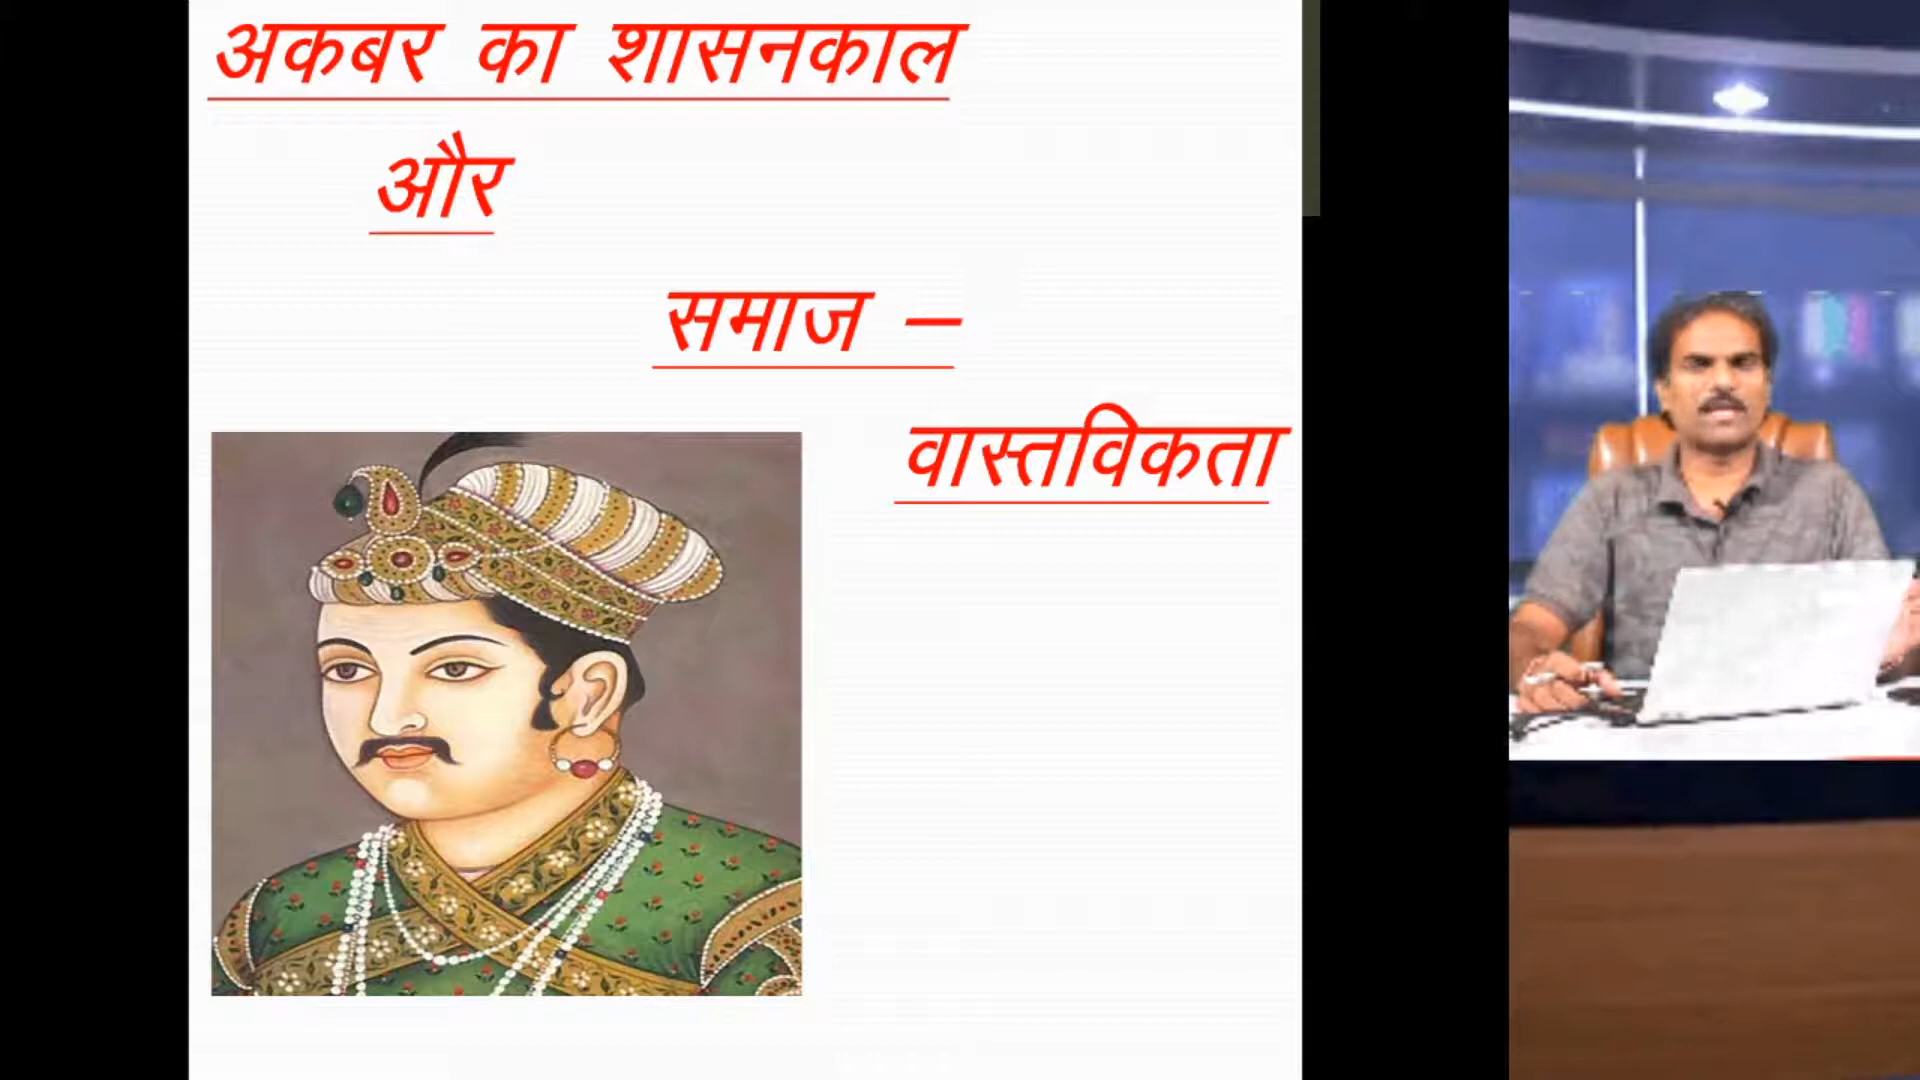 अकबर का शासनकाल
और
समाज –
वास्तविकता